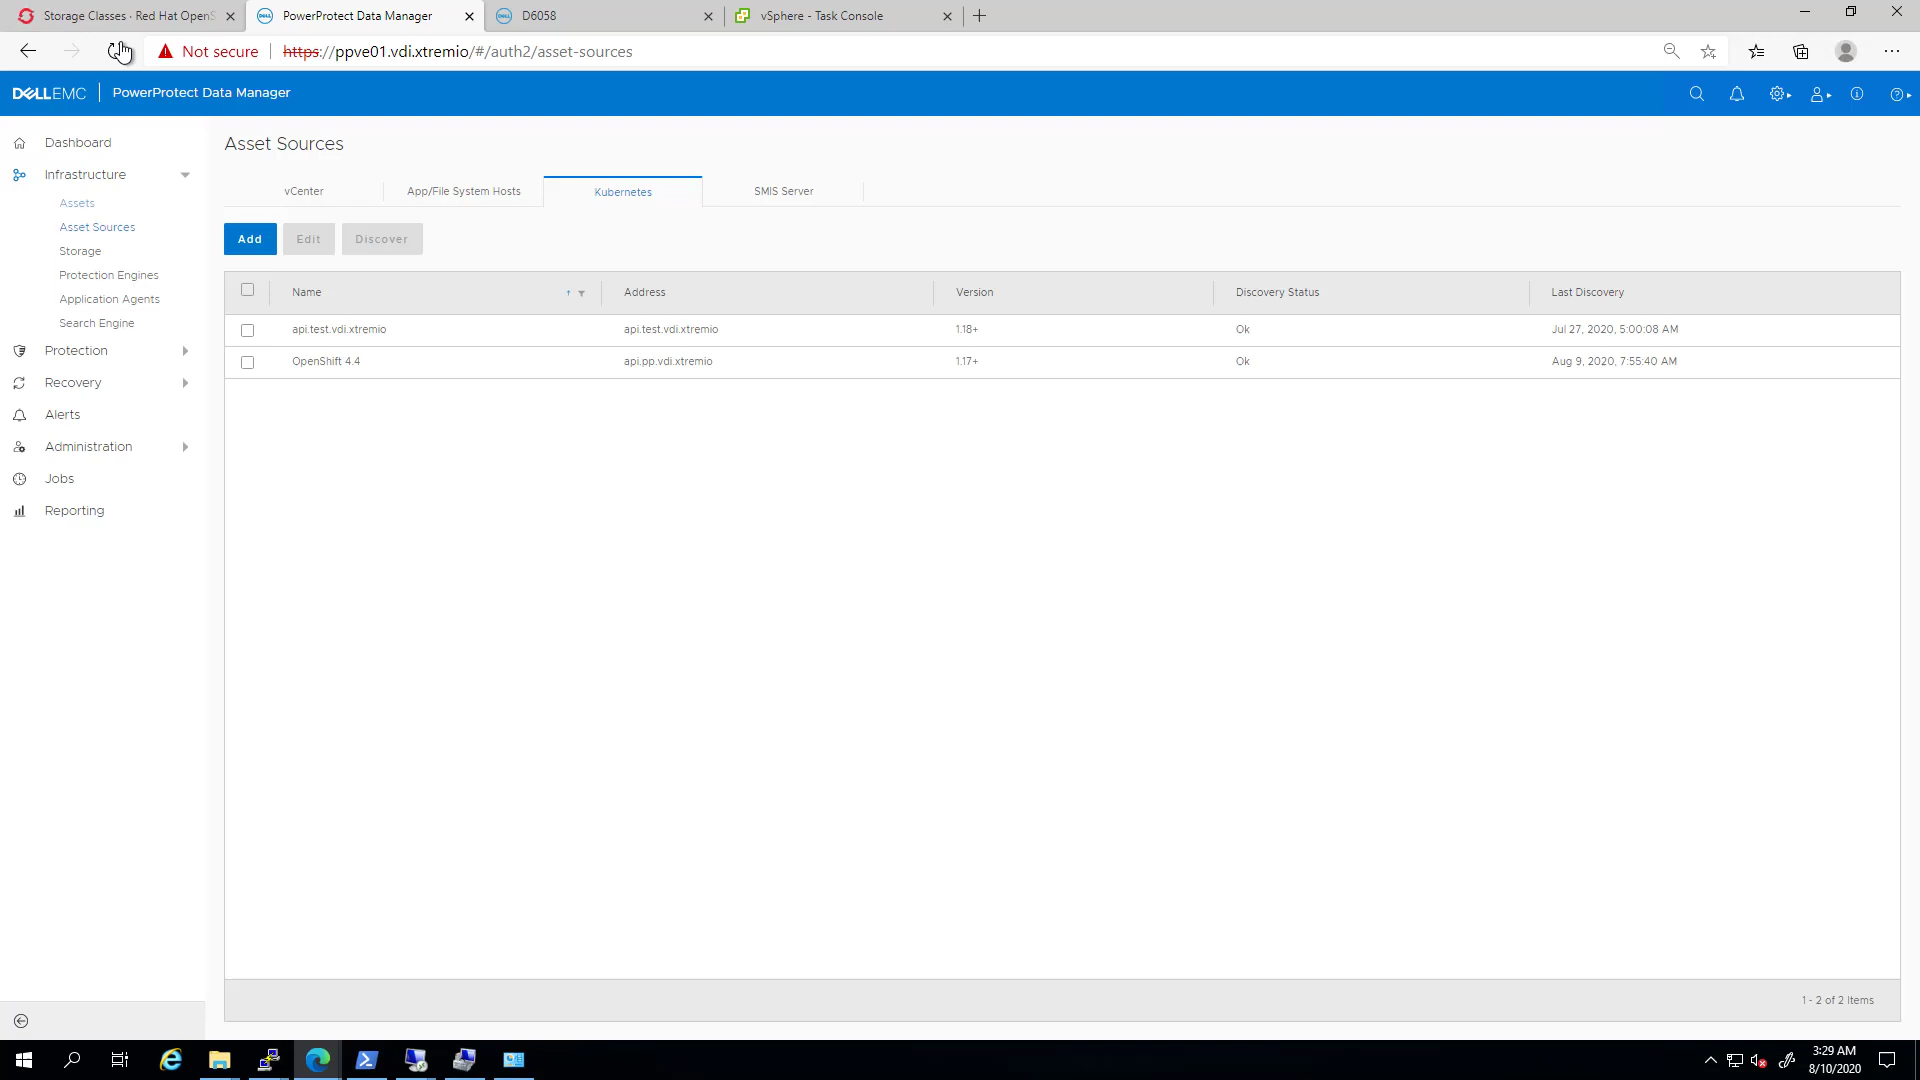 Storage Classes · Red Hat OpenS
PowerProtect Data Manager
D6058
vSphere - Task Console
Not secure
https://ppve01.vdi.xtremio/#/auth2/asset-sources
DELLEMC
PowerProtect Data Manager
Dashboard
Infrastructure
Assets
Asset Sources
Storage
Protection Engines
Application Agents
Search Engine
Protection
Recovery
Alerts
Administration
Jobs
Reporting
Asset Sources
vCenter
App/File System Hosts
Kubernetes
SMIS Server
Add
Edit
Discover
Name
Address
Version
Discovery Status
Last Discovery
api.test.vdi.xtremio
api.test.vdi.xtremio
1.18+
Ok
Jul 27, 2020, 5:00:08 AM
OpenShift 4.4
api.pp.vdi.xtremio
1.17+
Ok
Aug 9, 2020, 7:55:40 AM
1 - 2 of 2 Items
3:29 AM
8/10/2020